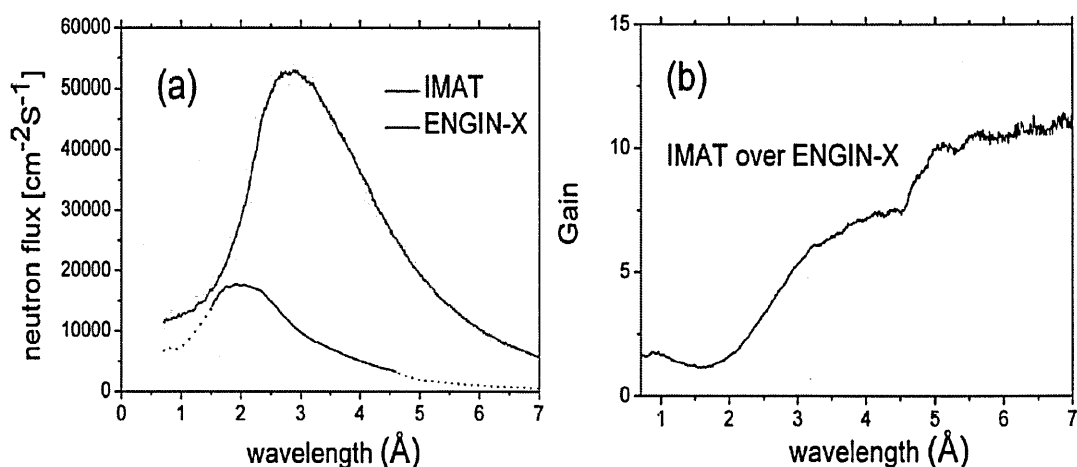 60000
50000
40000
30000
20000
10000
0
neutron flux [cm⁻²S⁻¹]
(a)
IMAT
ENGIN-X
0 1 2 3 4 5 6 7
wavelength (Å)
15
10
5
0
Gain
(b)
IMAT over ENGIN-X
1 2 3 4 5 6 7
wavelength (Å)